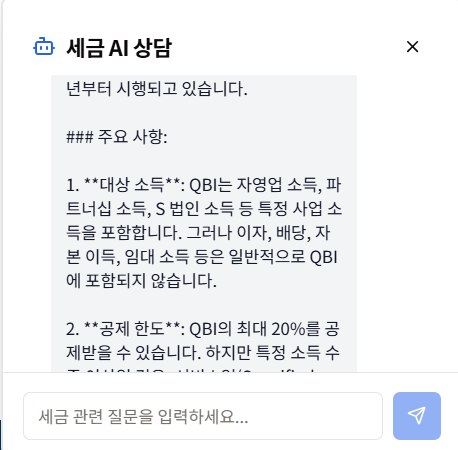 세금 AI 상담
년부터 시행되고 있습니다.
### 주요 사항:
1. **대상 소득**: QBI는 자영업 소득, 파
트너십 소득, S 법인 소득 등 특정 사업 소
득을 포함합니다. 그러나 이자, 배당, 자
본 이득, 임대 소득 등은 일반적으로 QBI
에 포함되지 않습니다.
2. **공제 한도**: QBI의 최대 20%를 공
제받을 수 있습니다. 하지만 특정 소득 수
세금 관련 질문을 입력하세요...